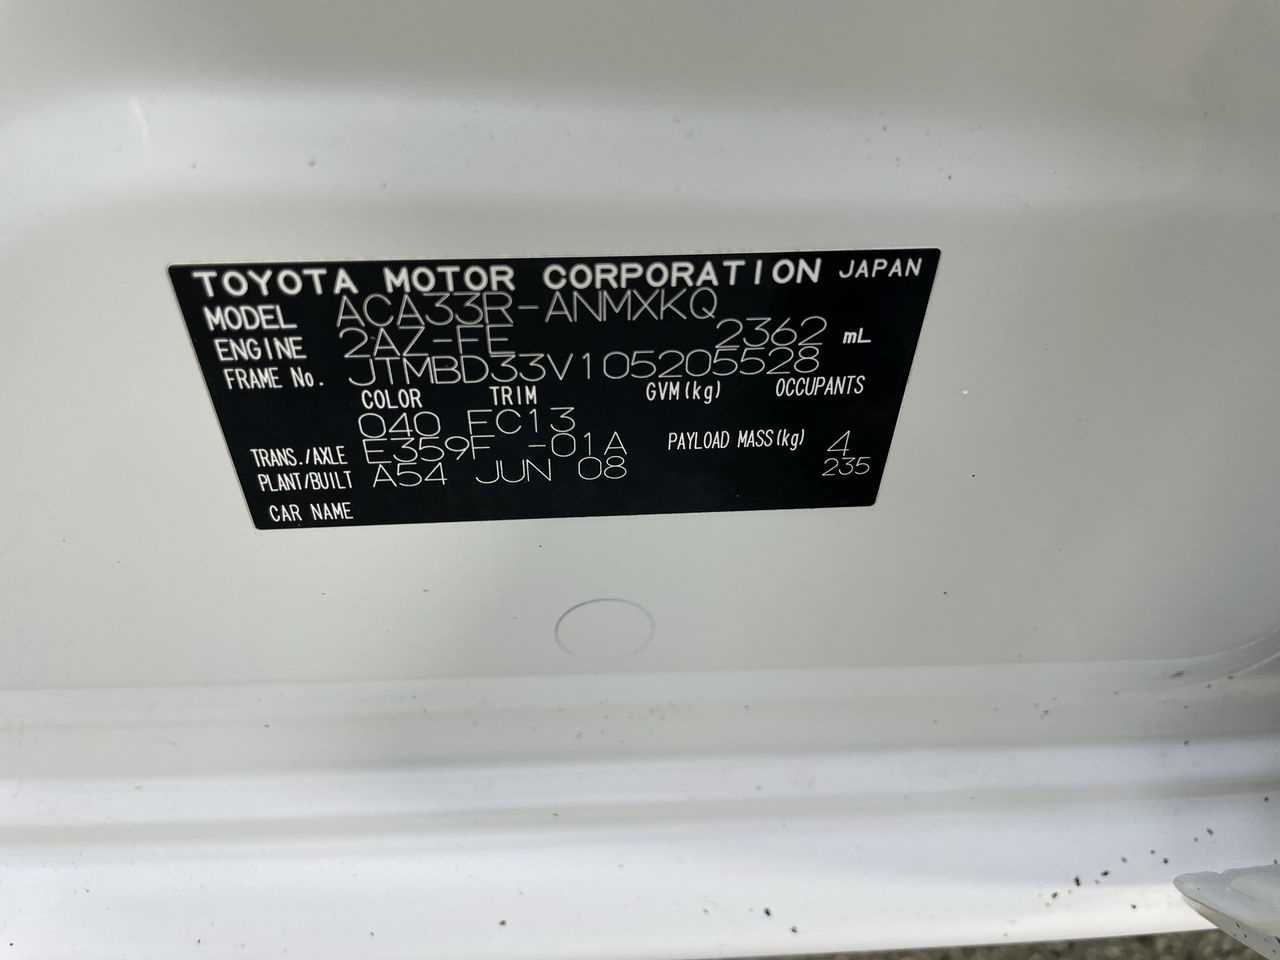 TOYOTA MOTOR CORPORATION JAPAN
MODEL ACA33R-ANMXKQ
ENGINE 2AZ-FE 2362 mL
FRAME No. JTMBD33V105205528
COLOR TRIM GVM(kg) OCCUPANTS
040 FC13
TRANS./AXLE E359F -01A PAYLOAD MASS(kg) 4
PLANT/BUILT A54 JUN 08 235
CAR NAME